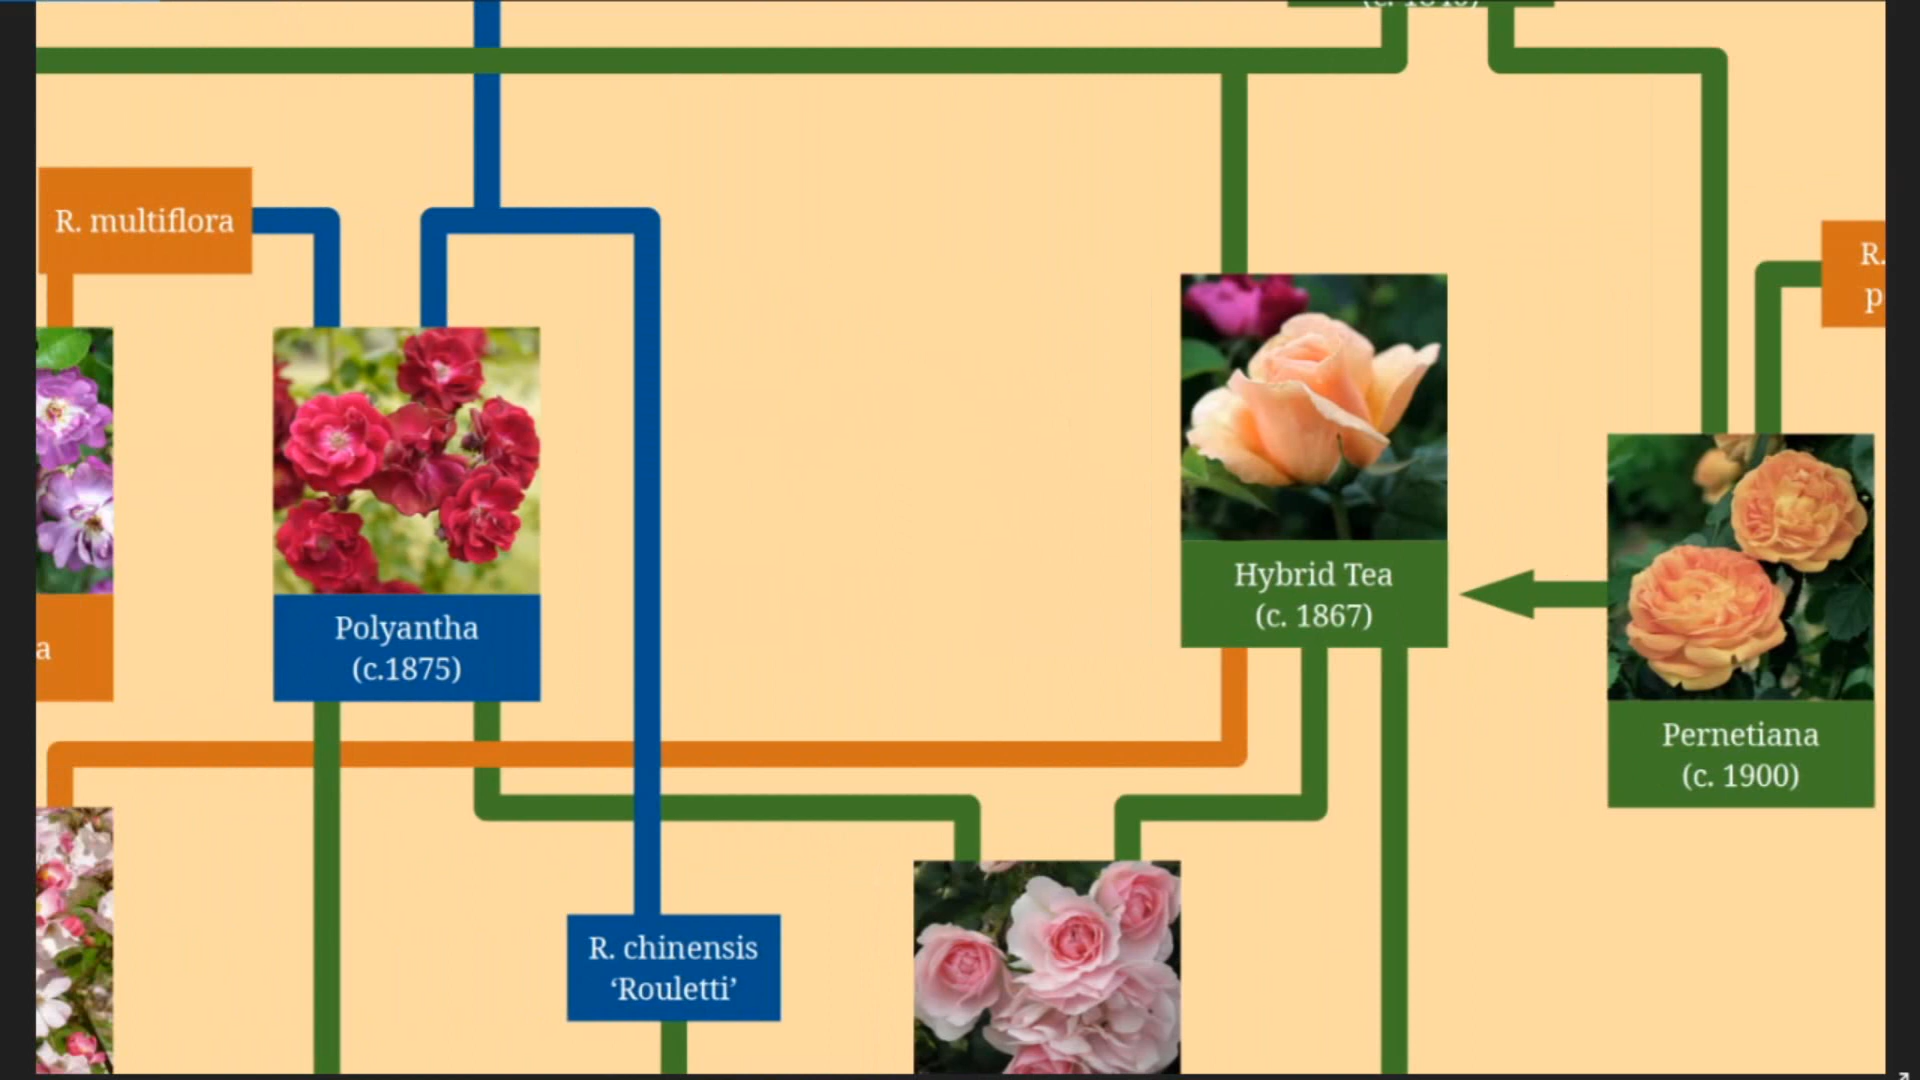 R. multiflora
R.
p
Hybrid Tea
(c. 1867)
Polyantha
(c.1875)
a
Pernetiana
(c. 1900)
R. chinensis
‘Rouletti’